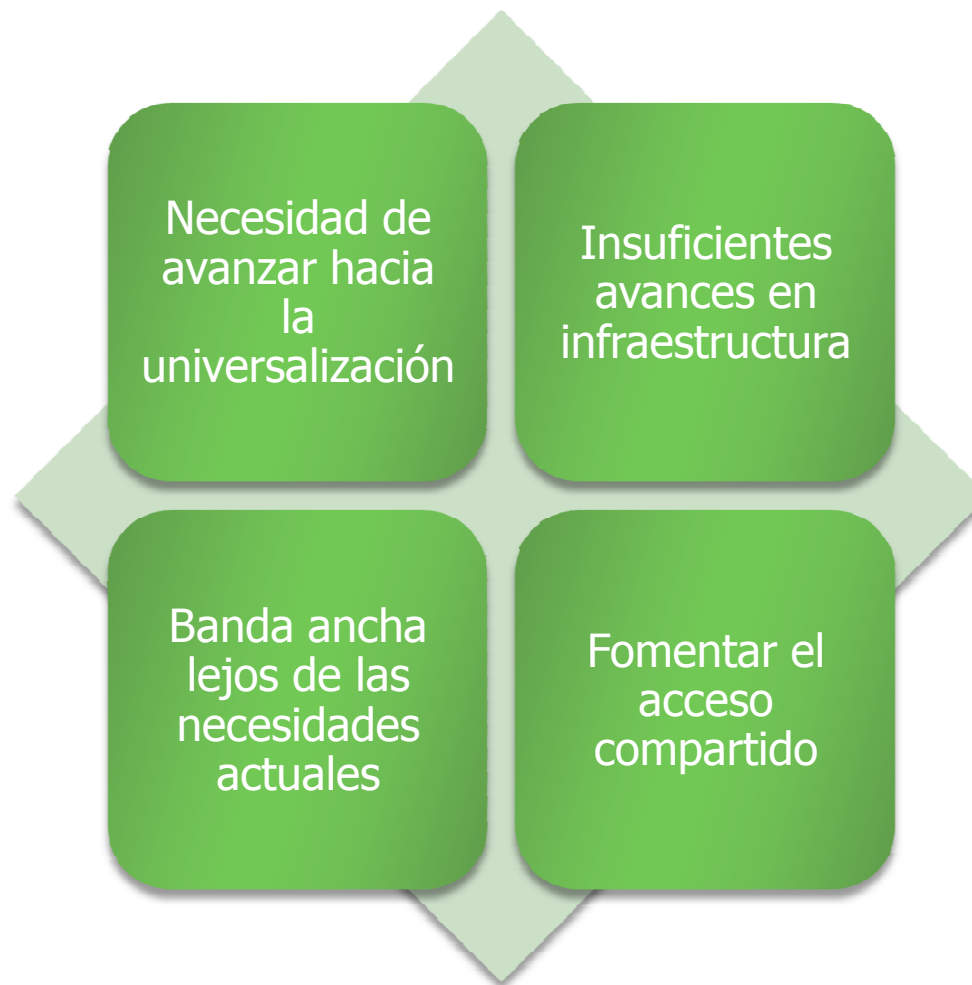 Necesidad de
avanzar hacia
la
universalización
Insuficientes
avances en
infraestructura
Banda ancha
lejos de las
necesidades
actuales
Fomentar el
acceso
compartido